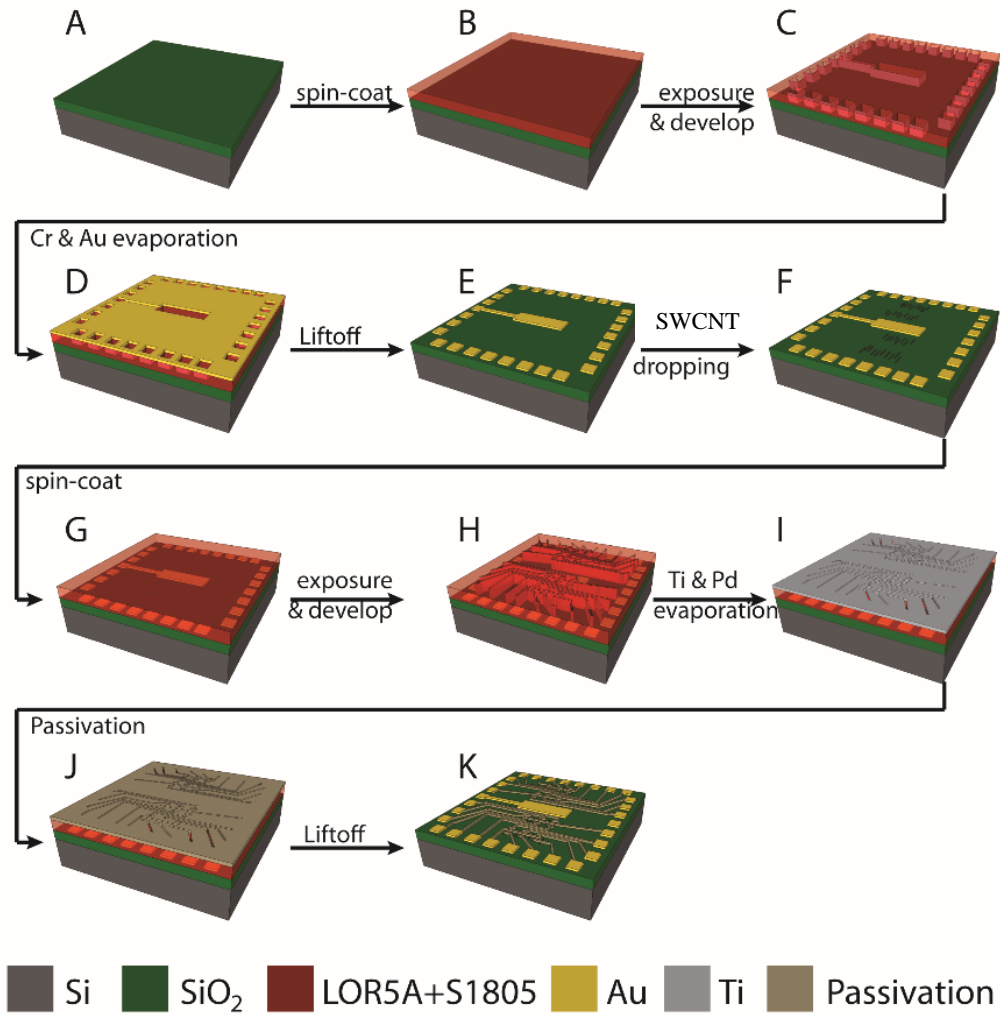 A
B
C
spin-coat
exposure
& develop
Cr & Au evaporation
D
E
F
Liftoff
SWCNT
dropping
spin-coat
G
H
I
exposure
& develop
Ti & Pd
evaporation
Passivation
J
K
Liftoff
Si
SiO₂
LOR5A+S1805
Au
Ti
Passivation